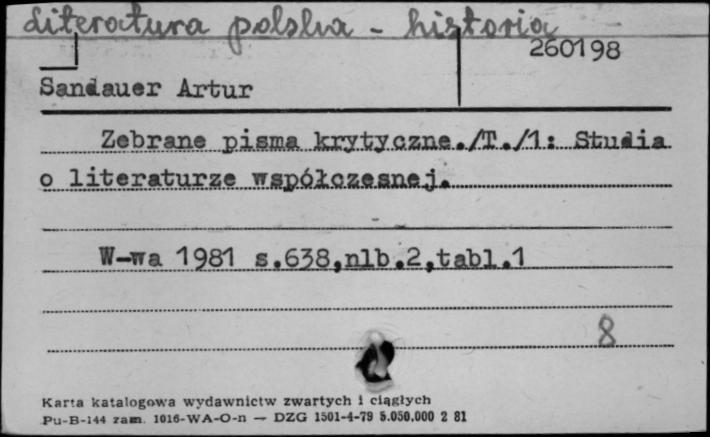 Literatura polska - historia
260198
Sandauer Artur
Zebrane pisma krytyczne./T./1: Studia
o literaturze współczesnej.
W-wa 1981 s.638,nlb.2,tabl.1
8
Karta katalogowa wydawnictw zwartych i ciągłych
Pu-B-144 zam. 1016-WA-O-n — DZG 1501-4-79 5.050.000 2 81